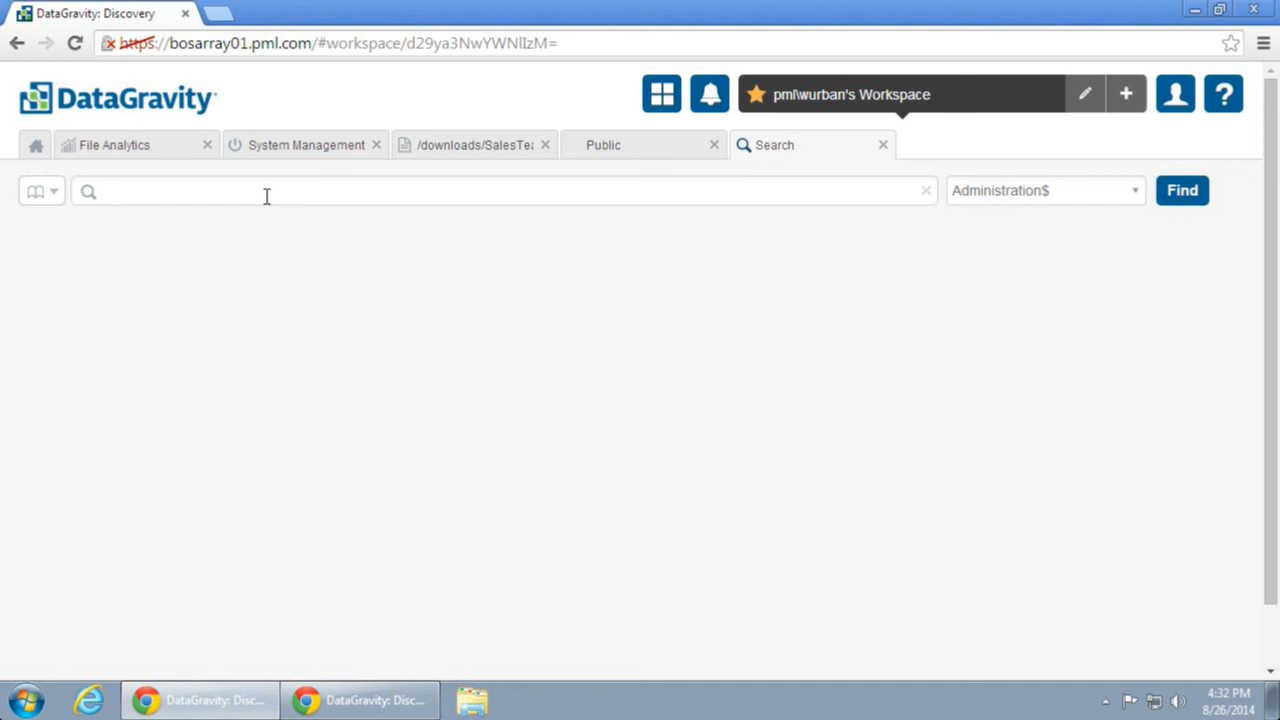 DataGravity: Discovery
https://bosarray01.pml.com/#workspace/d29ya3NwYWNlIzM=
DataGravity
pml\wurban's Workspace
File Analytics
System Management
/downloads/SalesTea
Public
Search
Administration$
Find
DataGravity: Disc...
DataGravity: Disc...
4:32 PM
8/26/2014